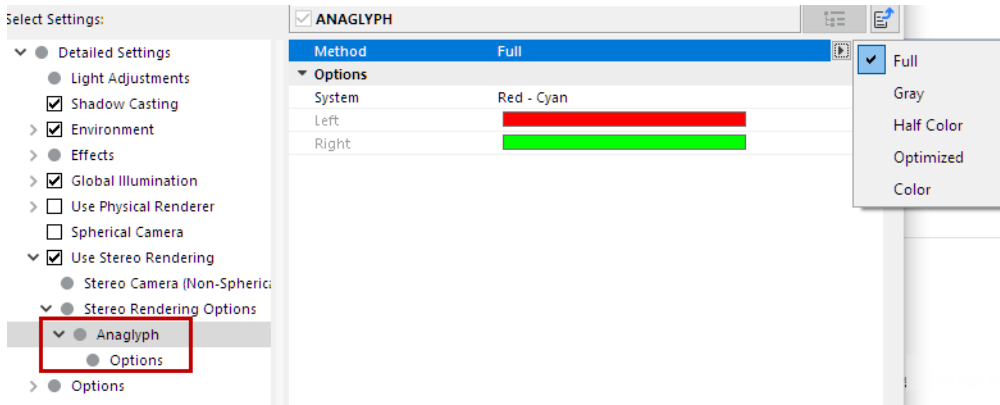 Select Settings:
Detailed Settings
Light Adjustments
Shadow Casting
Environment
Effects
Global Illumination
Use Physical Renderer
Spherical Camera
Use Stereo Rendering
Stereo Camera (Non-Spherica
Stereo Rendering Options
Anaglyph
Options
Options
ANAGLYPH
Method Full
Options
System Red - Cyan
Left
Right
Full
Gray
Half Color
Optimized
Color